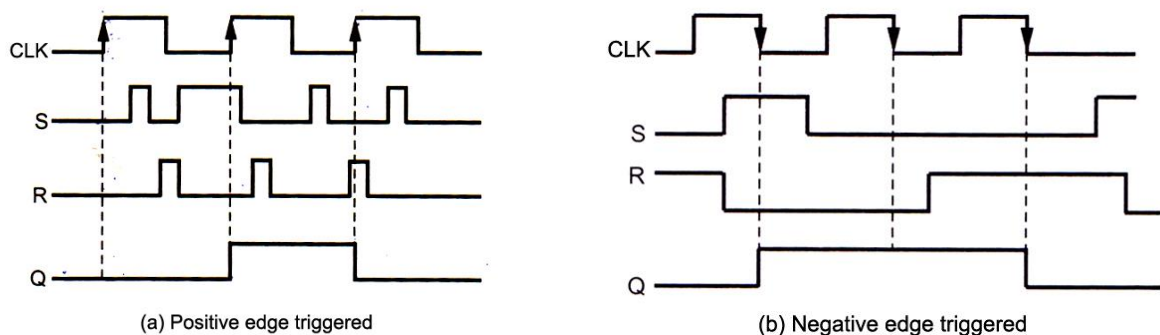 CLK
S
R
Q
(a) Positive edge triggered
CLK
S
R
Q
(b) Negative edge triggered